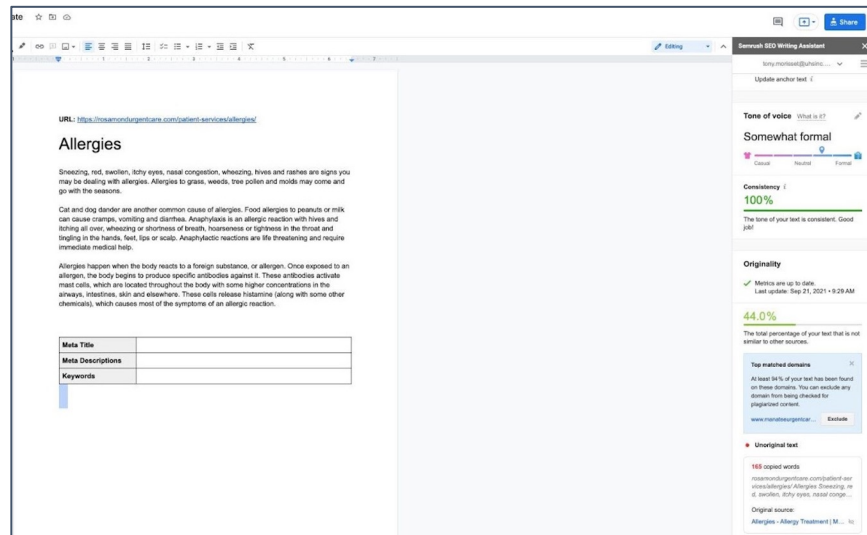 ate
Share
Editing
Semrush SEO Writing Assistant
1 2 3 4 5 6 7
Update anchor text i
URL: https://rosamondurgentcare.com/patient-services/allergies/
Allergies
Sneezing, red, swollen, itchy eyes, nasal congestion, wheezing, hives and rashes are signs you
may be dealing with allergies. Allergies to grass, weeds, tree pollen and molds may come and
go with the seasons.
Cat and dog dander are another common cause of allergies. Food allergies to peanuts or milk
can cause cramps, vomiting and diarrhea. Anaphylaxis is an allergic reaction with hives and
itching all over, wheezing or shortness of breath, hoarseness or tightness in the throat and
tingling in the hands, feet, lips or scalp. Anaphylactic reactions are life threatening and require
immediate medical help.
Allergies happen when the body reacts to a foreign substance, or allergen. Once exposed to an
allergen, the body begins to produce specific antibodies against it. These antibodies activate
mast cells, which are located throughout the body with some higher concentrations in the
airways, intestines, skin and elsewhere. These cells release histamine (along with some other
chemicals), which causes most of the symptoms of an allergic reaction.
Meta Title
Meta Descriptions
Keywords
Tone of voice What is it?
Somewhat formal
Casual Neutral Formal
Consistency i
100%
The tone of your text is consistent. Good
job!
Originality
Metrics are up to date.
Last update: Sep 21, 2021 • 9:29 AM
44.0%
The total percentage of your text that is not
similar to other sources.
Top matched domains
At least 94% of your text has been found
on these domains. You can exclude any
domain from being checked for
plagiarized content.
Exclude
Unoriginal text
165 copied words
rosamondurgentcare.com/patient-ser
vices/allergies/ Allergies Sneezing, re
d, swollen, itchy eyes, nasal conge...
Original source:
Allergies - Allergy Treatment | M...